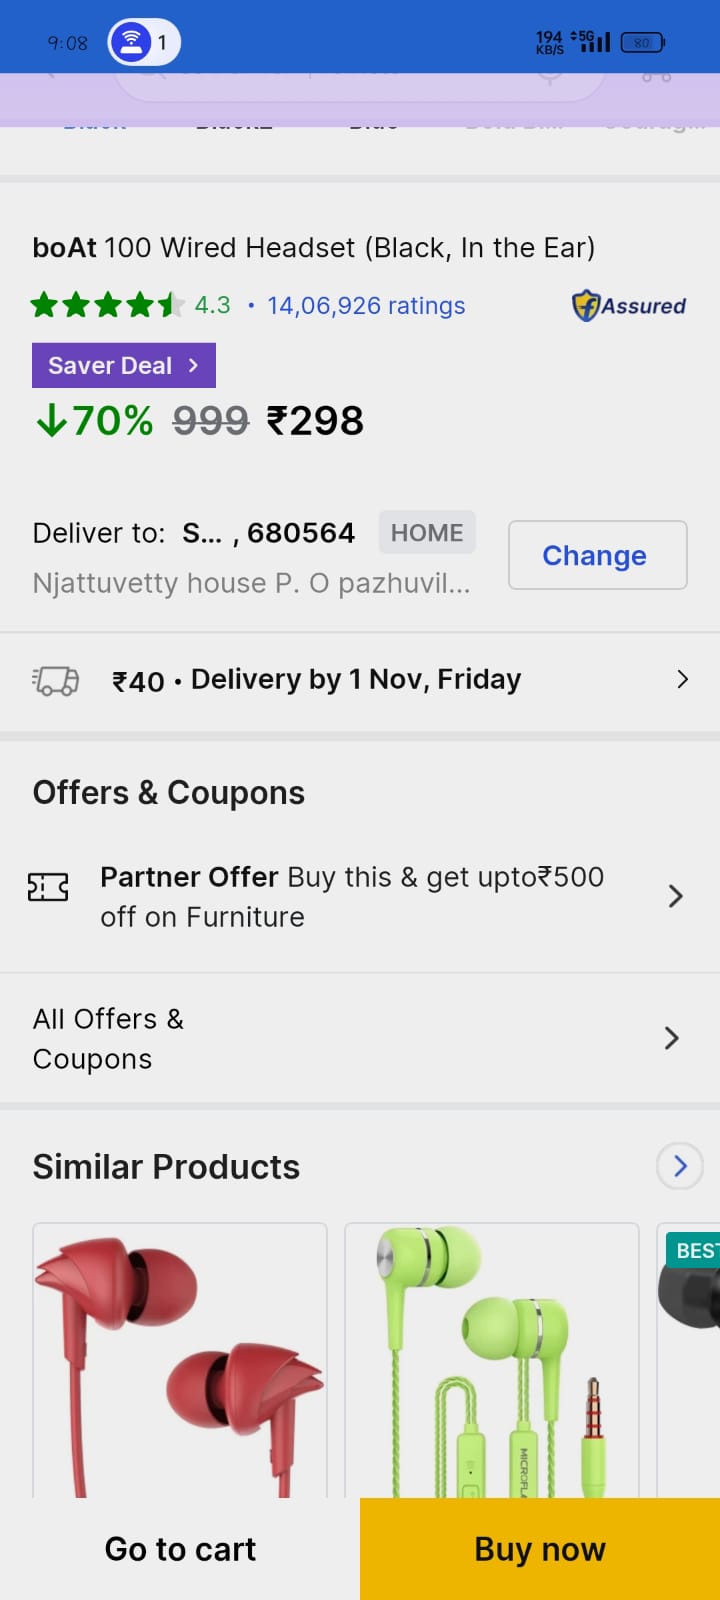 9:08
1
194
KB/S
5G
80
boAt 100 Wired Headset (Black, In the Ear)
4.3 • 14,06,926 ratings
Assured
Saver Deal
↓70% 999 ₹298
Deliver to: S... , 680564 HOME
Change
Njattuvetty house P. O pazhuvil...
₹40 • Delivery by 1 Nov, Friday
Offers & Coupons
Partner Offer Buy this & get upto₹500
off on Furniture
All Offers &
Coupons
Similar Products
BEST
Go to cart
Buy now